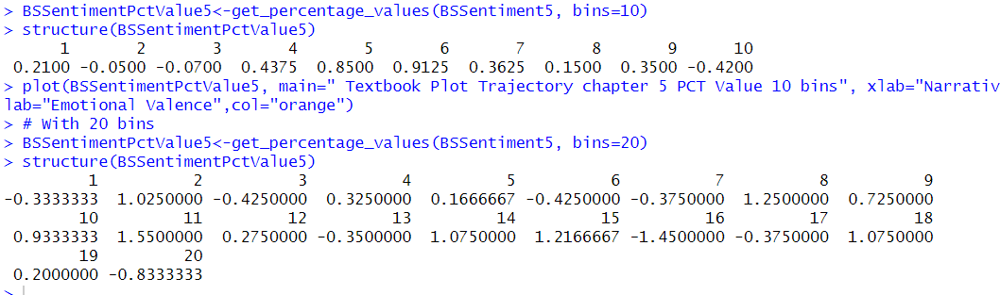 > BSSentimentPctValue5<-get_percentage_values(BSSentiment5, bins=10)
> structure(BSSentimentPctValue5)
1 2 3 4 5 6 7 8 9 10
0.2100 -0.0500 -0.0700 0.4375 0.8500 0.9125 0.3625 0.1500 0.3500 -0.4200
> plot(BSSentimentPctValue5, main=" Textbook Plot Trajectory chapter 5 PCT Value 10 bins", xlab="Narrativ
lab="Emotional Valence",col="orange")
> # With 20 bins
> BSSentimentPctValue5<-get_percentage_values(BSSentiment5, bins=20)
> structure(BSSentimentPctValue5)
1 2 3 4 5 6 7 8 9
-0.3333333 1.0250000 -0.4250000 0.3250000 0.1666667 -0.4250000 -0.3750000 1.2500000 0.7250000
10 11 12 13 14 15 16 17 18
0.9333333 1.5500000 0.2750000 -0.3500000 1.0750000 1.2166667 -1.4500000 -0.3750000 1.0750000
19 20
0.2000000 -0.8333333
>